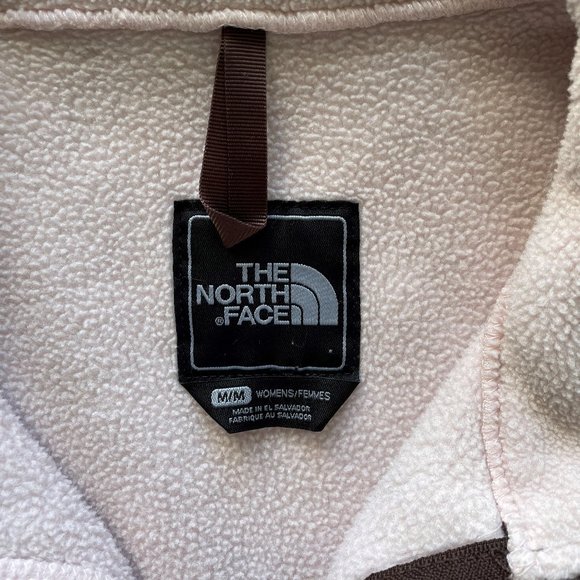 THE
NORTH
®FACE
M/M WOMENS/FEMMES
MADE IN EL SALVADOR
FABRIQUE AU SALVADOR